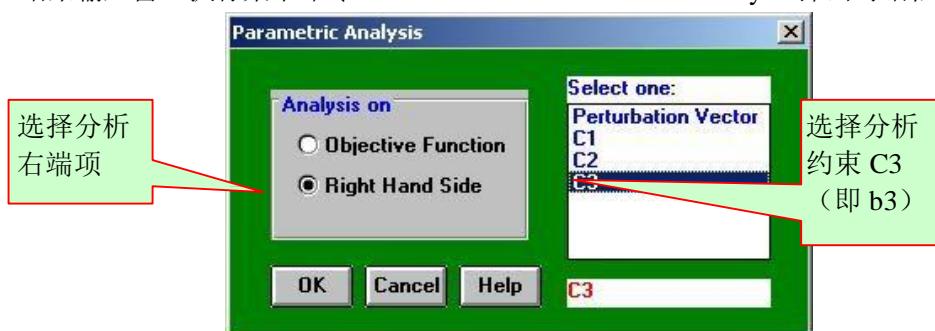 Parametric Analysis
Analysis on
Objective Function
Right Hand Side
OK
Cancel
Help
Select one:
Perturbation Vector
C1
C2
C3
C3
选择分析
右端项
选择分析
约束 C3
（即 b3）